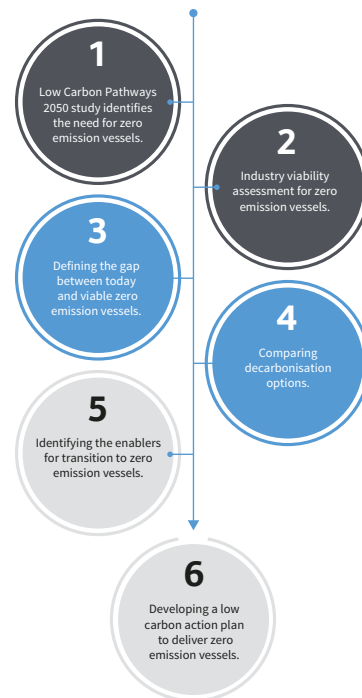 1
Low Carbon Pathways
2050 study identifies
the need for zero
emission vessels.
2
Industry viability
assessment for zero
emission vessels.
3
Defining the gap
between today
and viable zero
emission vessels.
4
Comparing
decarbonisation
options.
5
Identifying the enablers
for transition to zero
emission vessels.
6
Developing a low
carbon action plan
to deliver zero
emission vessels.